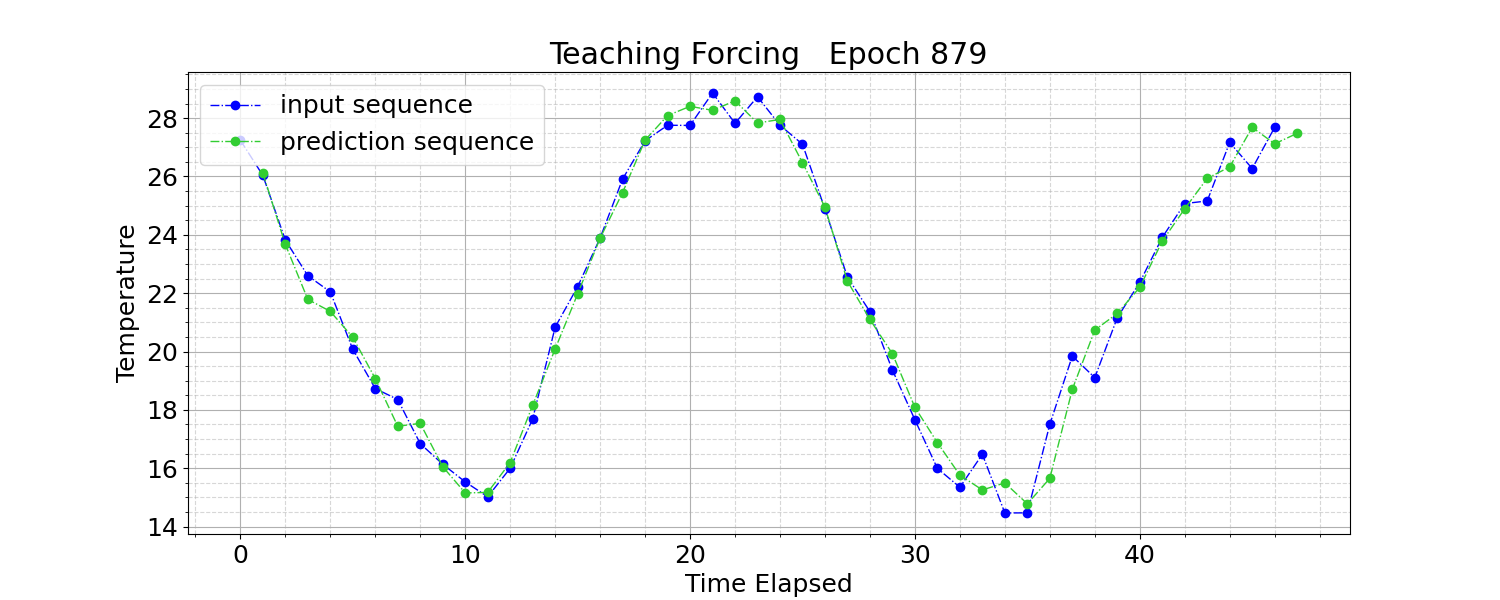 Teaching Forcing   Epoch 879
input sequence
prediction sequence
28
26
24
22
20
18
16
14
Temperature
0 10 20 30 40
Time Elapsed